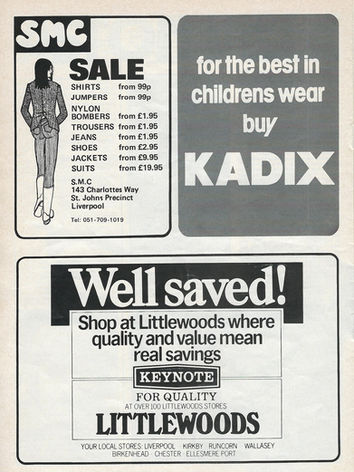 SMC
SALE
SHIRTS from 99p
JUMPERS from 99p
NYLON
BOMBERS from £1.95
TROUSERS from £1.95
JEANS from £1.95
SHOES from £2.95
JACKETS from £9.95
SUITS from £19.95
S.M.C
143 Charlottes Way
St. Johns Precinct
Liverpool
Tel: 051-709-1019
for the best in
childrens wear
buy
KADIX
Well saved!
Shop at Littlewoods where
quality and value mean
real savings
KEYNOTE
FOR QUALITY
AT OVER 100 LITTLEWOODS STORES
LITTLEWOODS
YOUR LOCAL STORES: LIVERPOOL KIRKBY RUNCORN WALLASEY
BIRKENHEAD CHESTER ELLESMERE PORT